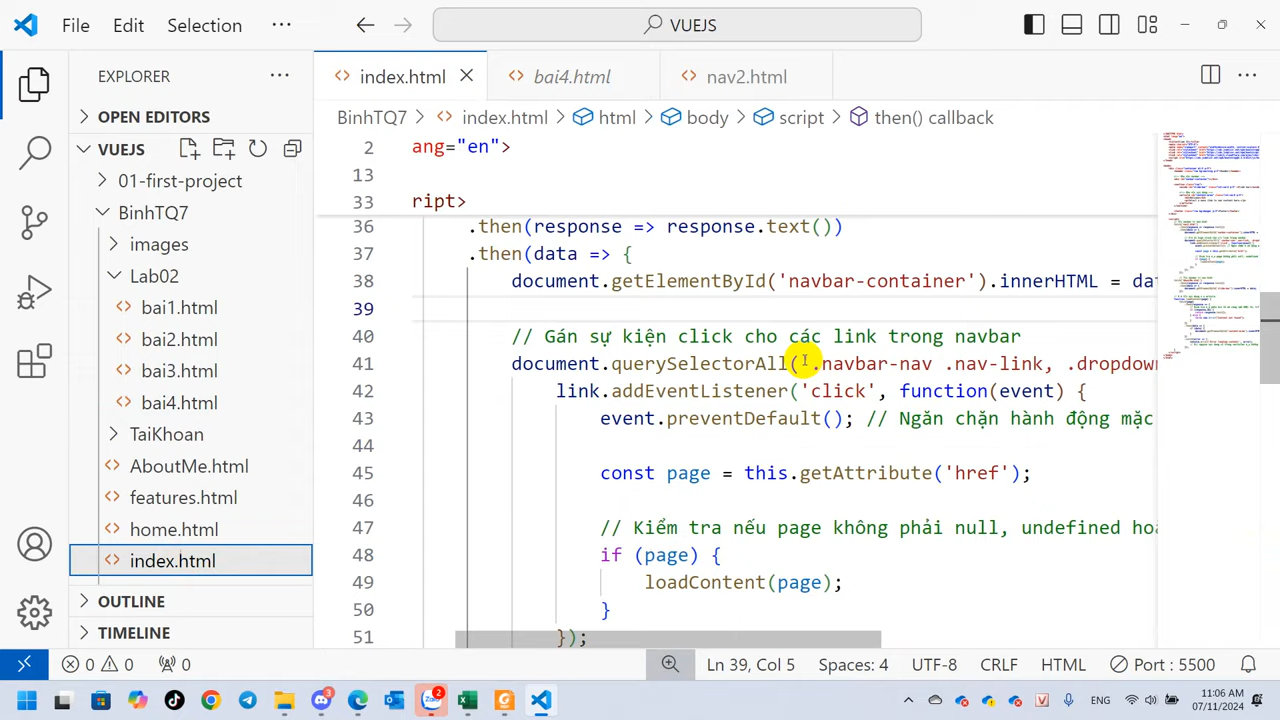 File Edit Selection ··· VUEJS
EXPLORER ···
OPEN EDITORS
VUEJS
01-first-project
BinhTQ7
images
Lab02
bai1.html
bai2.html
bai3.html
bai4.html
TaiKhoan
AboutMe.html
features.html
home.html
index.html
OUTLINE
TIMELINE
index.html bai4.html nav2.html
BinhTQ7 > index.html > html > body > script > then() callback
2 ang="en">
13
33 ript>
36 .then(response => response.text())
37 .then(data => {
38 document.getElementById('navbar-container').innerHTML = da
39
40 // Gán sự kiện click cho các link trong navbar
41 document.querySelectorAll('.navbar-nav .nav-link, .dropdown
42 link.addEventListener('click', function(event) {
43 event.preventDefault(); // Ngăn chặn hành động mặc
44
45 const page = this.getAttribute('href');
46
47 // Kiểm tra nếu page không phải null, undefined ho
48 if (page) {
49 loadContent(page);
50 }
51 });
0 0 0 Ln 39, Col 5 Spaces: 4 UTF-8 CRLF HTML Port : 5500
3 Zalo 2 ENG 11:06 AM
07/11/2024